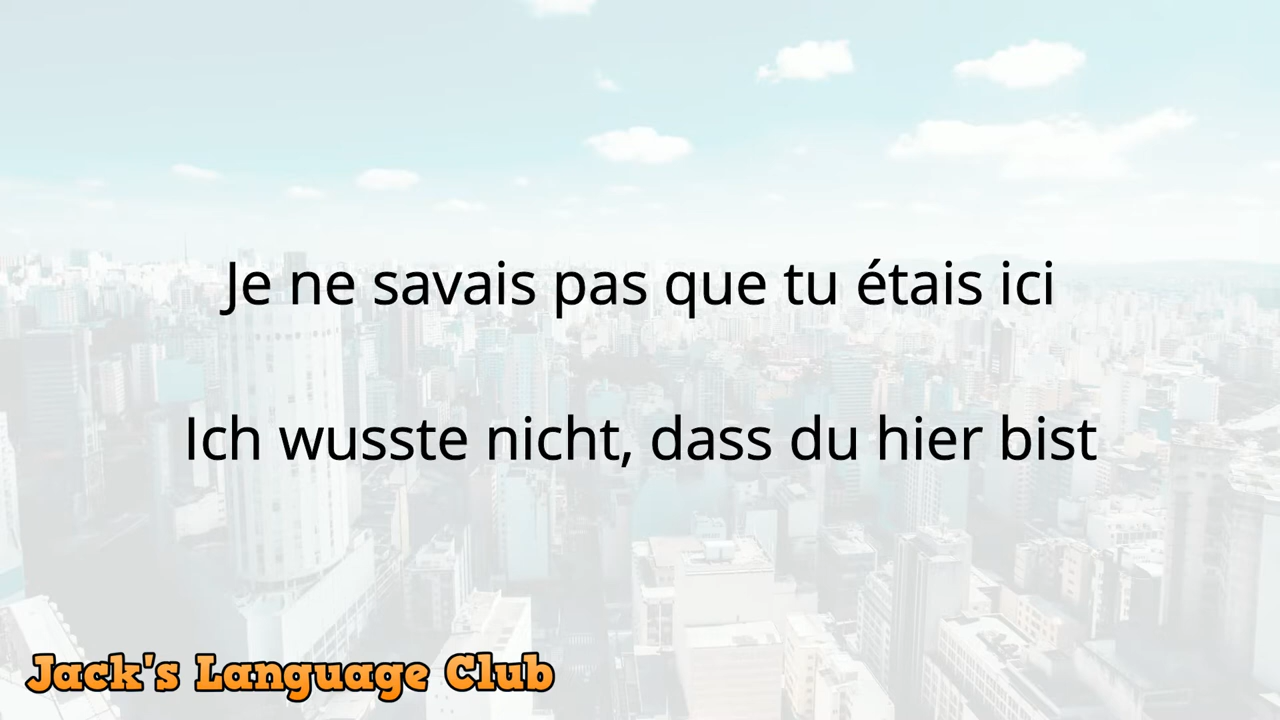 Je ne savais pas que tu étais ici
Ich wusste nicht, dass du hier bist
Jack's Language Club